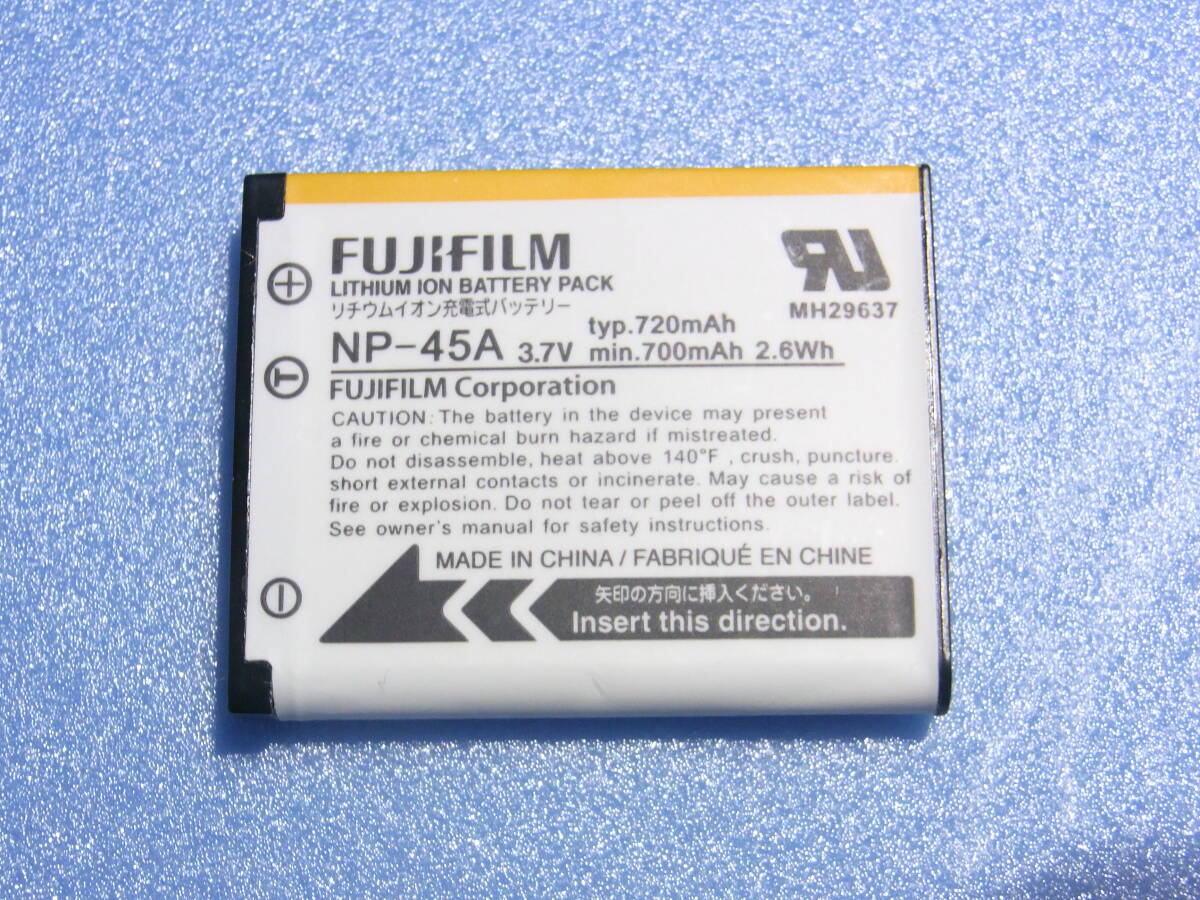 FUJIFILM
LITHIUM ION BATTERY PACK
リチウムイオン充電式バッテリー
NP-45A 3.7V typ.720mAh
min.700mAh 2.6Wh
RU
MH29637
FUJIFILM Corporation
CAUTION: The battery in the device may present
a fire or chemical burn hazard if mistreated.
Do not disassemble, heat above 140°F , crush, puncture.
short external contacts or incinerate. May cause a risk of
fire or explosion. Do not tear or peel off the outer label.
See owner's manual for safety instructions.
MADE IN CHINA / FABRIQUÉ EN CHINE
矢印の方向に挿入ください。
Insert this direction.
+
T
-